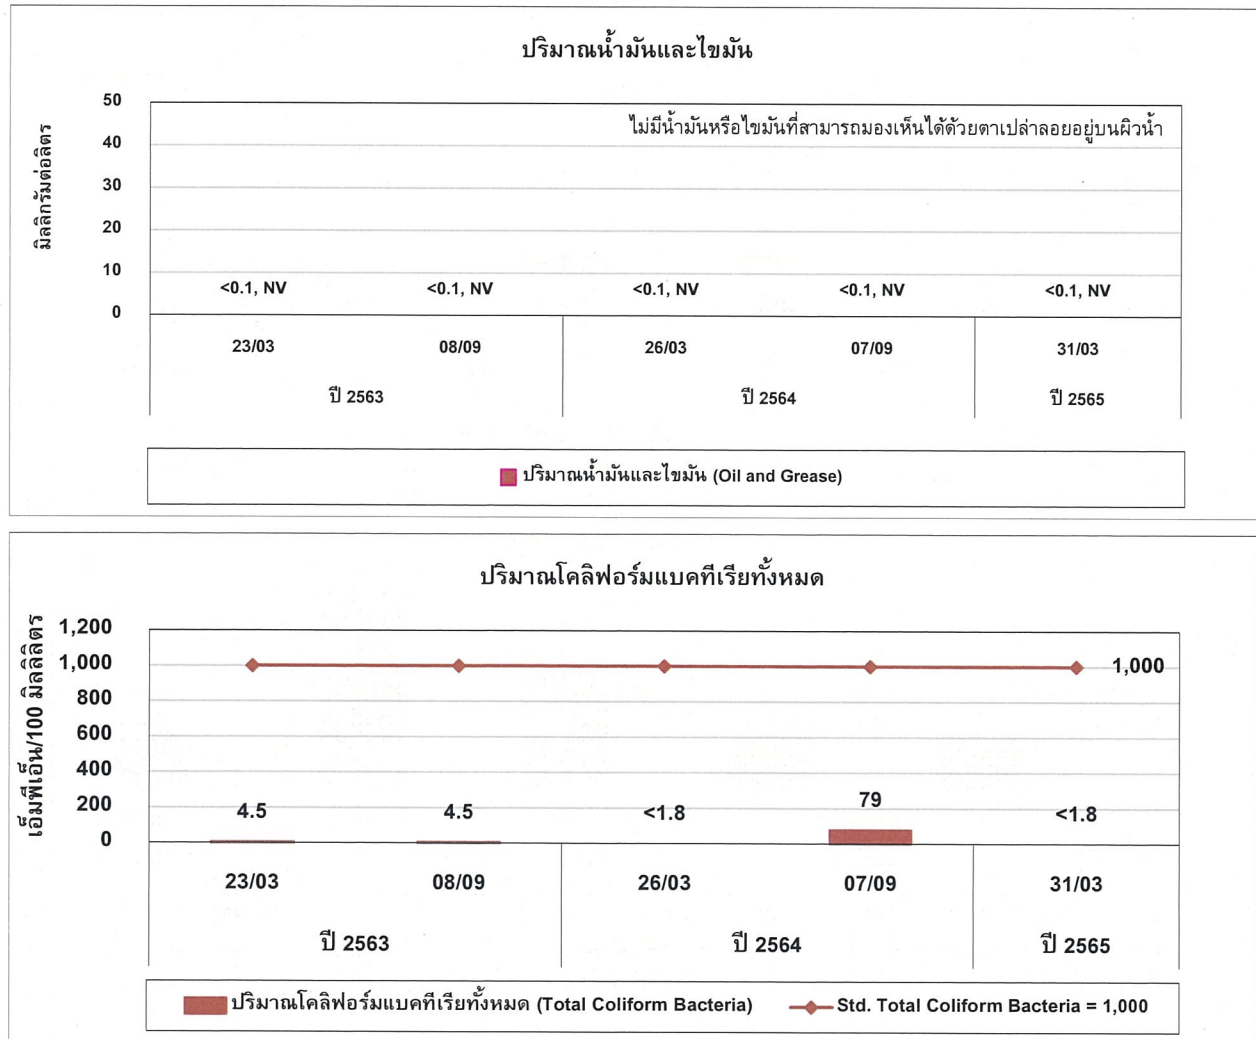 ปริมาณน้ำมันและไขมัน
มิลลิกรัมต่อลิตร
50
40
30
20
10
0
ไม่มีน้ำมันหรือไขมันที่สามารถมองเห็นได้ด้วยตาเปล่าลอยอยู่บนผิวน้ำ
<0.1, NV <0.1, NV <0.1, NV <0.1, NV <0.1, NV
23/03 08/09 26/03 07/09 31/03
ปี 2563 ปี 2564 ปี 2565
ปริมาณน้ำมันและไขมัน (Oil and Grease)
ปริมาณโคลิฟอร์มแบคทีเรียทั้งหมด
เอ็มพีเอ็น/100 มิลลิลิตร
1,200
1,000
800
600
400
200
0
1,000
4.5 4.5 <1.8 79 <1.8
23/03 08/09 26/03 07/09 31/03
ปี 2563 ปี 2564 ปี 2565
ปริมาณโคลิฟอร์มแบคทีเรียทั้งหมด (Total Coliform Bacteria) Std. Total Coliform Bacteria = 1,000